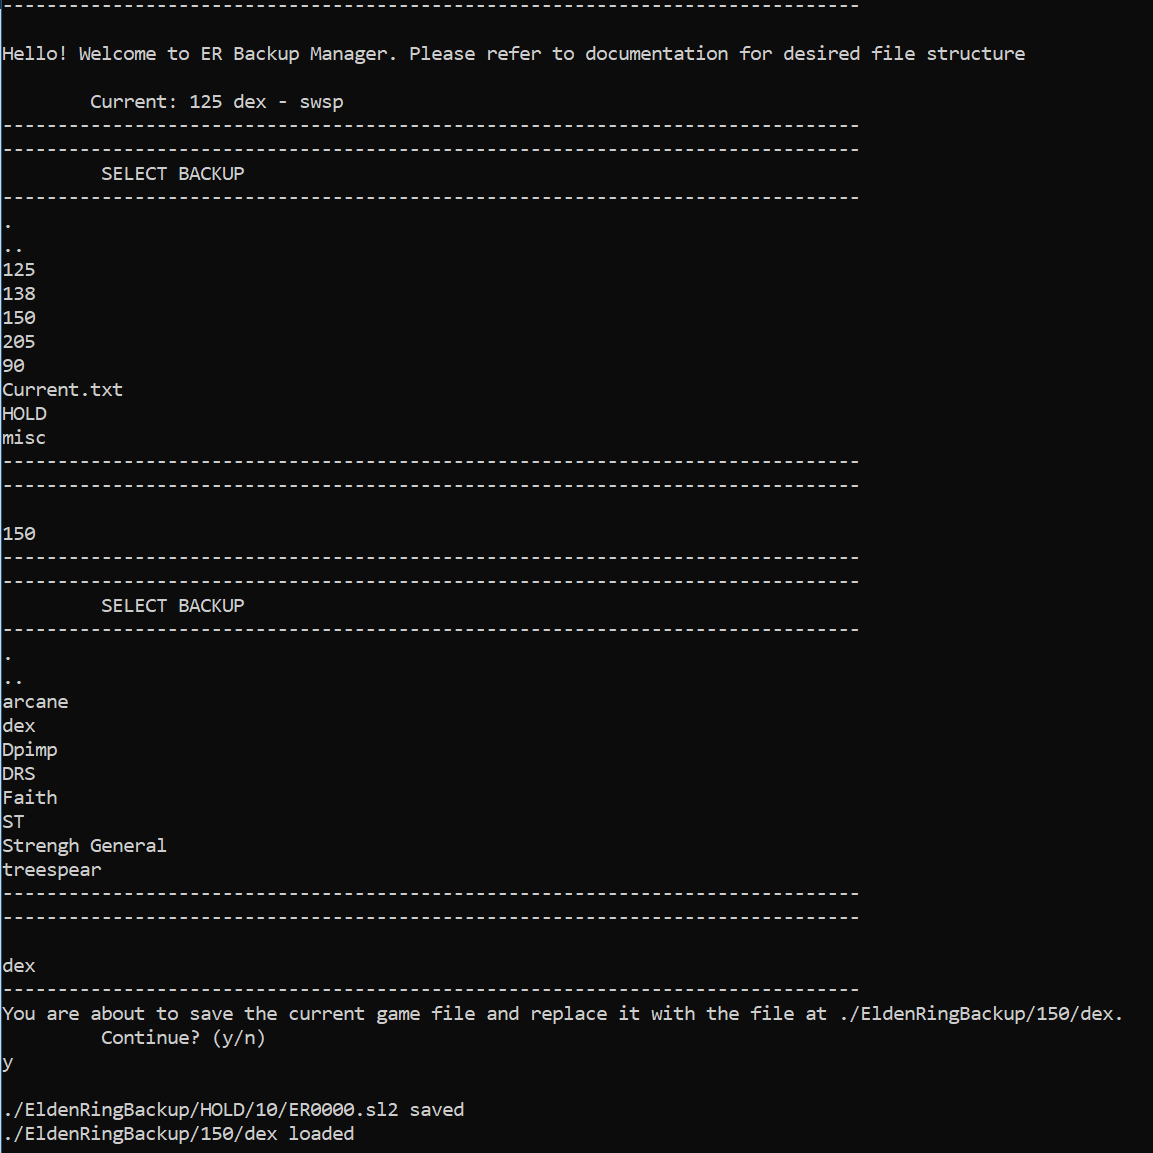 ------------------------------------------------------------------------------
Hello! Welcome to ER Backup Manager. Please refer to documentation for desired file structure
Current: 125 dex - swsp
------------------------------------------------------------------------------
------------------------------------------------------------------------------
SELECT BACKUP
------------------------------------------------------------------------------
.
..
125
138
150
205
90
Current.txt
HOLD
misc
------------------------------------------------------------------------------
------------------------------------------------------------------------------
150
------------------------------------------------------------------------------
------------------------------------------------------------------------------
SELECT BACKUP
------------------------------------------------------------------------------
.
..
arcane
dex
Dpimp
DRS
Faith
ST
Strengh General
treespear
------------------------------------------------------------------------------
------------------------------------------------------------------------------
dex
------------------------------------------------------------------------------
You are about to save the current game file and replace it with the file at ./EldenRingBackup/150/dex.
Continue? (y/n)
y
./EldenRingBackup/HOLD/10/ER0000.sl2 saved
./EldenRingBackup/150/dex loaded